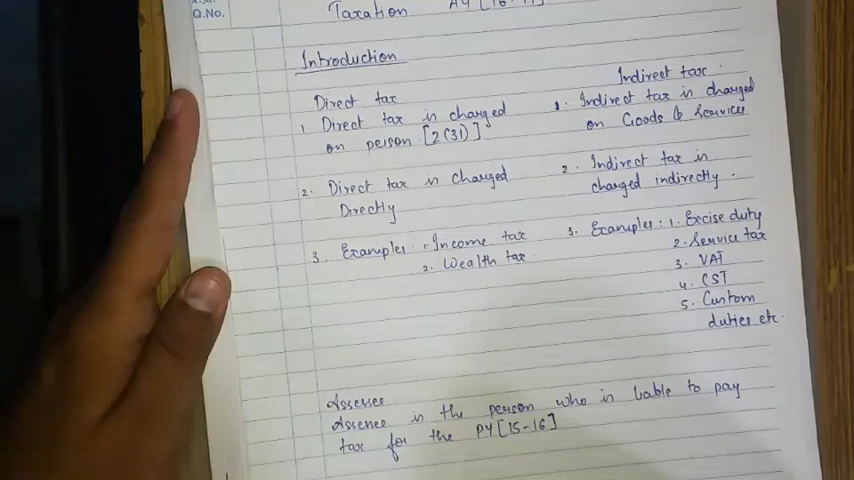 Q.No.
Taxation AY [16-17]
Introduction
Direct tax
1. Direct tax is charged
on person [2(31)]
2. Direct tax is charged
Directly
3. Examples: 1. Income tax
2. Wealth tax
Indirect tax.
1. Indirect tax is charged
on Goods & Services
2. Indirect tax is
charged indirectly.
3. Examples: 1. Excise duty
2. Service tax
3. VAT
4. CST
5. Custom
duties etc.
Assessee
Assessee is the person who is liable to pay
tax for the PY [15-16]